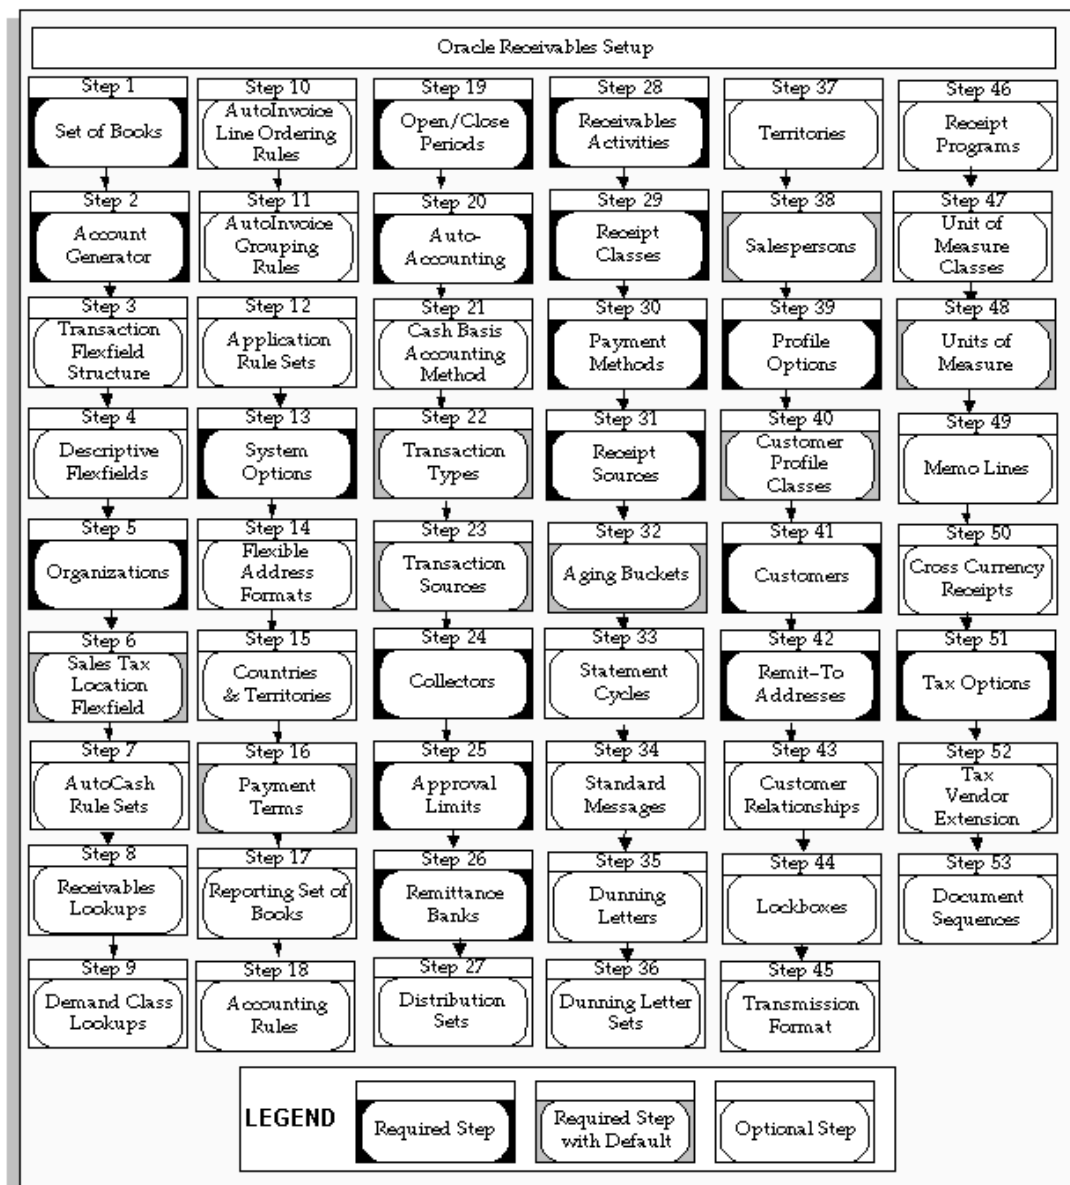 Oracle Receivables Setup
Step 1
Set of Books
Step 2
Account
Generator
Step 3
Transaction
Flexfield
Structure
Step 4
Descriptive
Flexfields
Step 5
Organizations
Step 6
Sales Tax
Location
Flexfield
Step 7
AutoCash
Rule Sets
Step 8
Receivables
Lookups
Step 9
Demand Class
Lookups
Step 10
AutoInvoice
Line Ordering
Rules
Step 11
AutoInvoice
Grouping
Rules
Step 12
Application
Rule Sets
Step 13
System
Options
Step 14
Flexible
Address
Formats
Step 15
Countries
& Territories
Step 16
Payment
Terms
Step 17
Reporting Set of
Books
Step 18
Accounting
Rules
Step 19
Open/Close
Periods
Step 20
Auto-
Accounting
Step 21
Cash Basis
Accounting
Method
Step 22
Transaction
Types
Step 23
Transaction
Sources
Step 24
Collectors
Step 25
Approval
Limits
Step 26
Remittance
Banks
Step 27
Distribution
Sets
Step 28
Receivables
Activities
Step 29
Receipt
Classes
Step 30
Payment
Methods
Step 31
Receipt
Sources
Step 32
Aging Buckets
Step 33
Statement
Cycles
Step 34
Standard
Messages
Step 35
Dunning
Letters
Step 36
Dunning Letter
Sets
Step 37
Territories
Step 38
Salespersons
Step 39
Profile
Options
Step 40
Customer
Profile
Classes
Step 41
Customers
Step 42
Remit-To
Addresses
Step 43
Customer
Relationships
Step 44
Lockboxes
Step 45
Transmission
Format
Step 46
Receipt
Programs
Step 47
Unit of
Measure
Classes
Step 48
Units of
Measure
Step 49
Memo Lines
Step 50
Cross Currency
Receipts
Step 51
Tax Options
Step 52
Tax
Vendor
Extension
Step 53
Document
Sequences
LEGEND
Required Step
Required Step
with Default
Optional Step